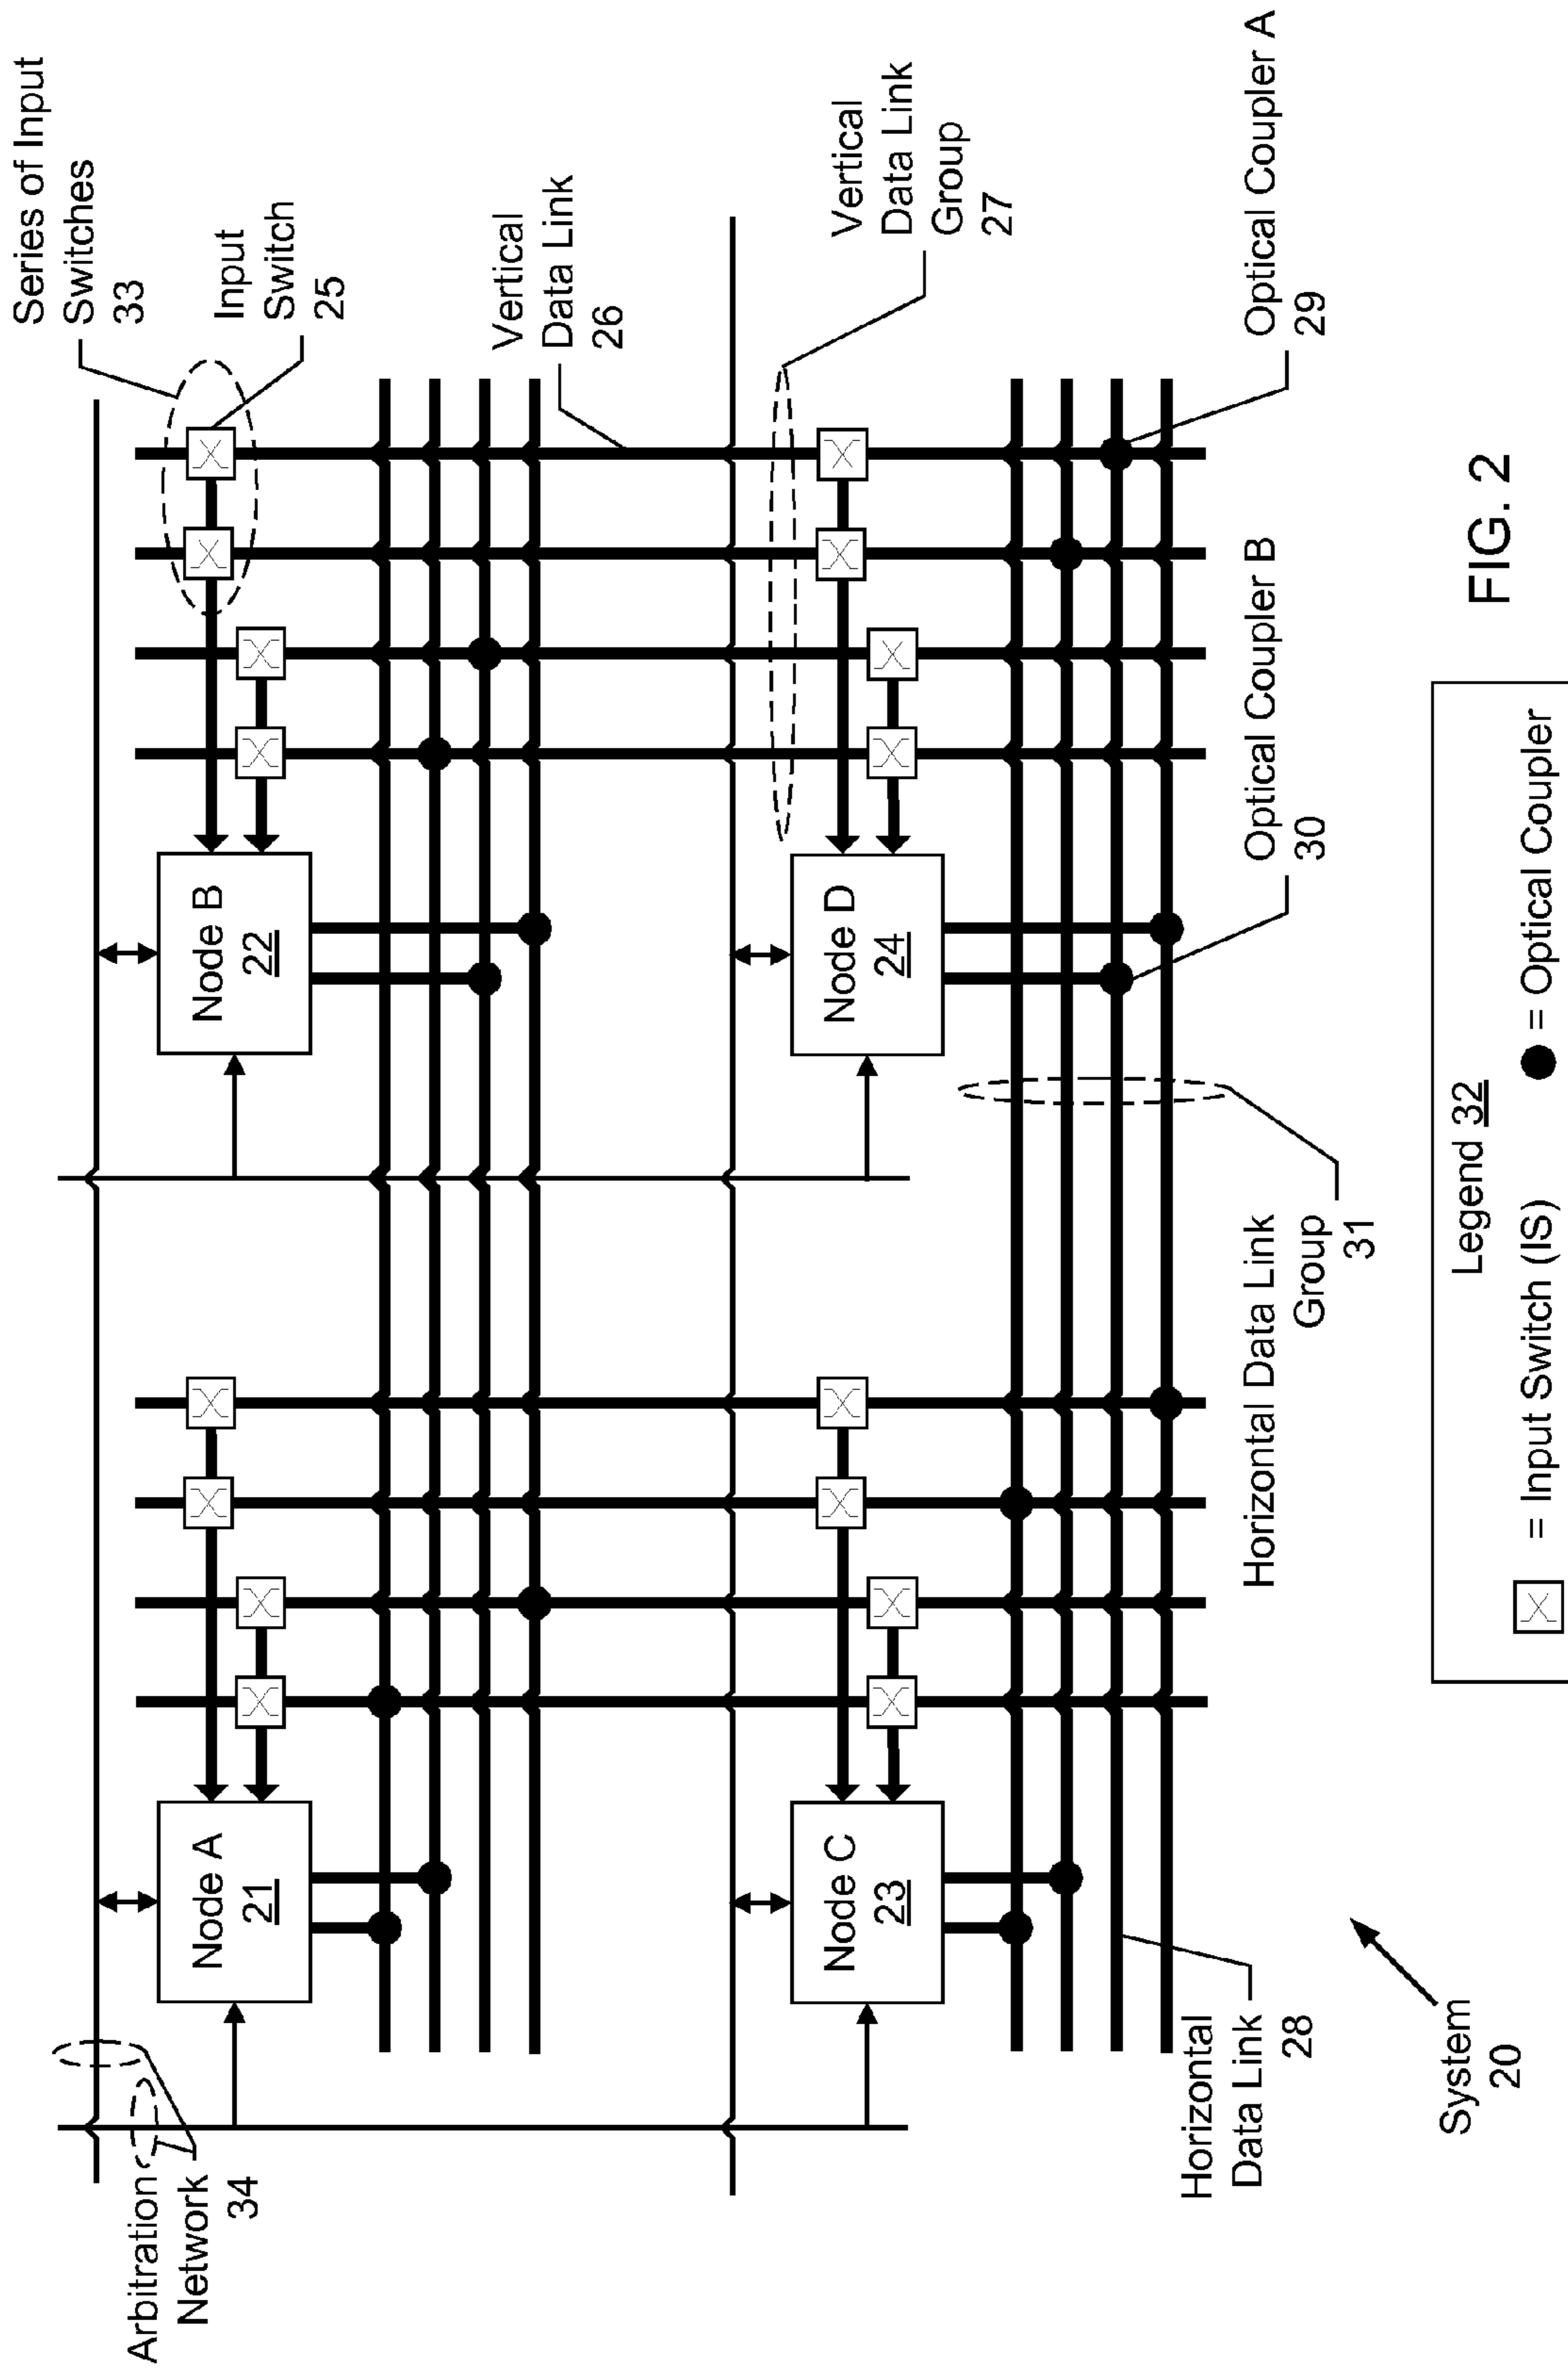 Series of Input
Switches
33
Input
Switch
25
Vertical
Data Link
26
Vertical
Data Link
Group
27
Optical Coupler A
29
Arbitration
Network
34
Node A
21
Node B
22
Node C
23
Node D
24
Optical Coupler B
30
Horizontal Data Link
Group
31
Horizontal
Data Link
28
System
20
FIG. 2
Legend 32
= Input Switch (IS)
= Optical Coupler